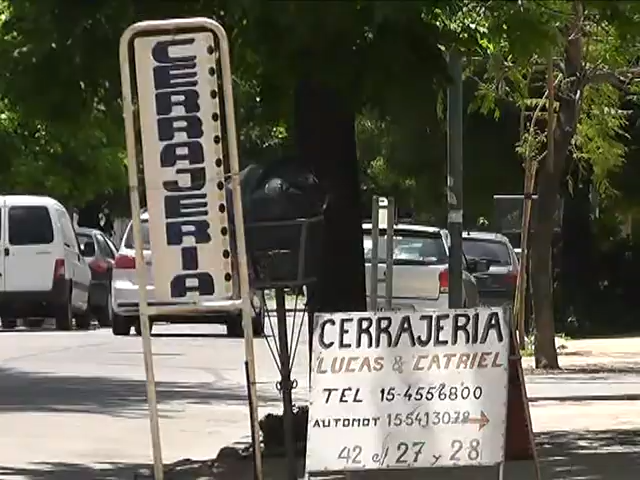 CERRAJERIA
CERRAJERIA
LUCAS & CATRIEL
TEL 15-4556800
AUTOMOT 155413078
42 e/ 27 y 28